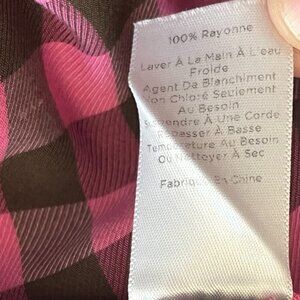 100% Rayonne
Laver À La Main À L'eau
Froide
Agent De Blanchiment
Non Chloré Seulement
Au Besoin
Suspendre À Une Corde
Repasser À Basse
Température Au Besoin
Ou Nettoyer À Sec
Fabriqué En Chine